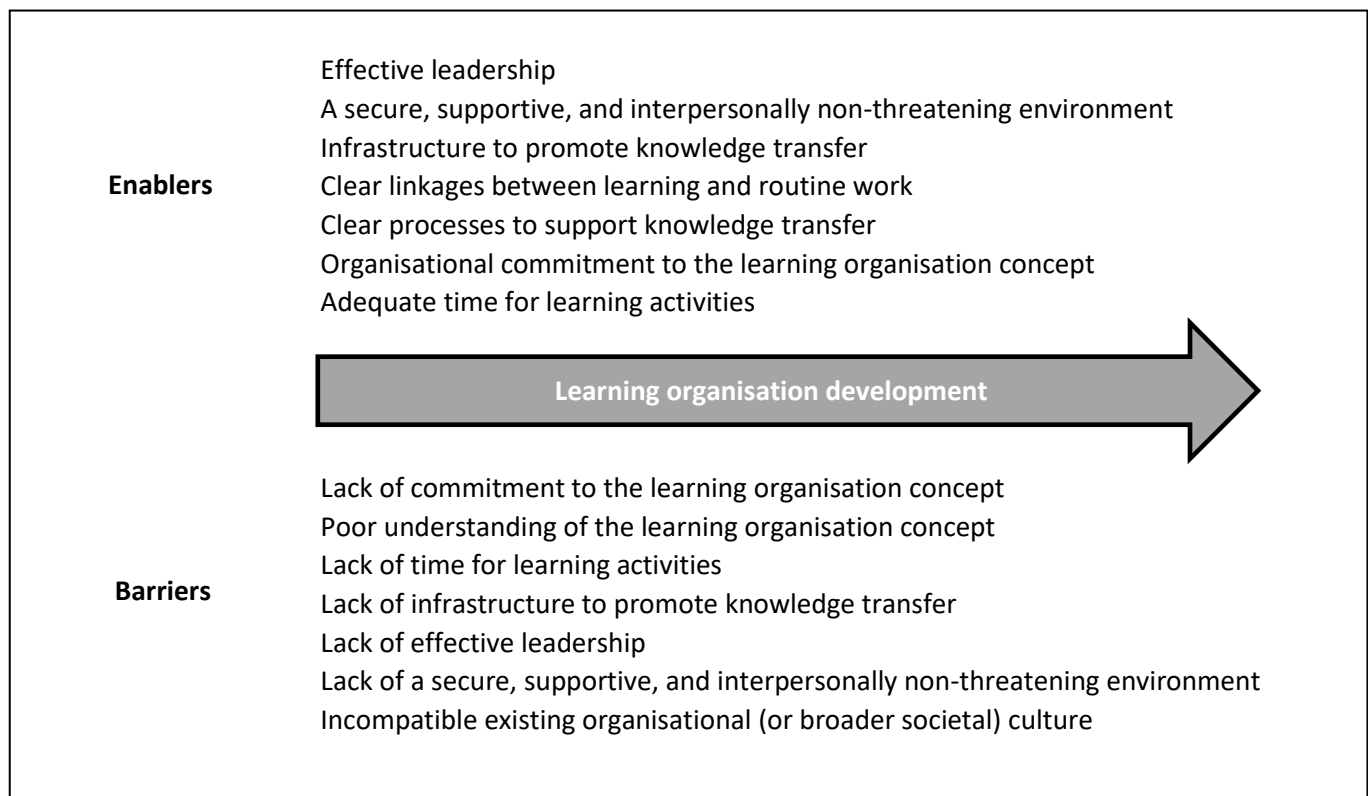 Effective leadership
A secure, supportive, and interpersonally non-threatening environment
Infrastructure to promote knowledge transfer
Enablers
Clear linkages between learning and routine work
Clear processes to support knowledge transfer
Organisational commitment to the learning organisation concept
Adequate time for learning activities
Learning organisation development
Lack of commitment to the learning organisation concept
Poor understanding of the learning organisation concept
Lack of time for learning activities
Barriers
Lack of infrastructure to promote knowledge transfer
Lack of effective leadership
Lack of a secure, supportive, and interpersonally non-threatening environment
Incompatible existing organisational (or broader societal) culture